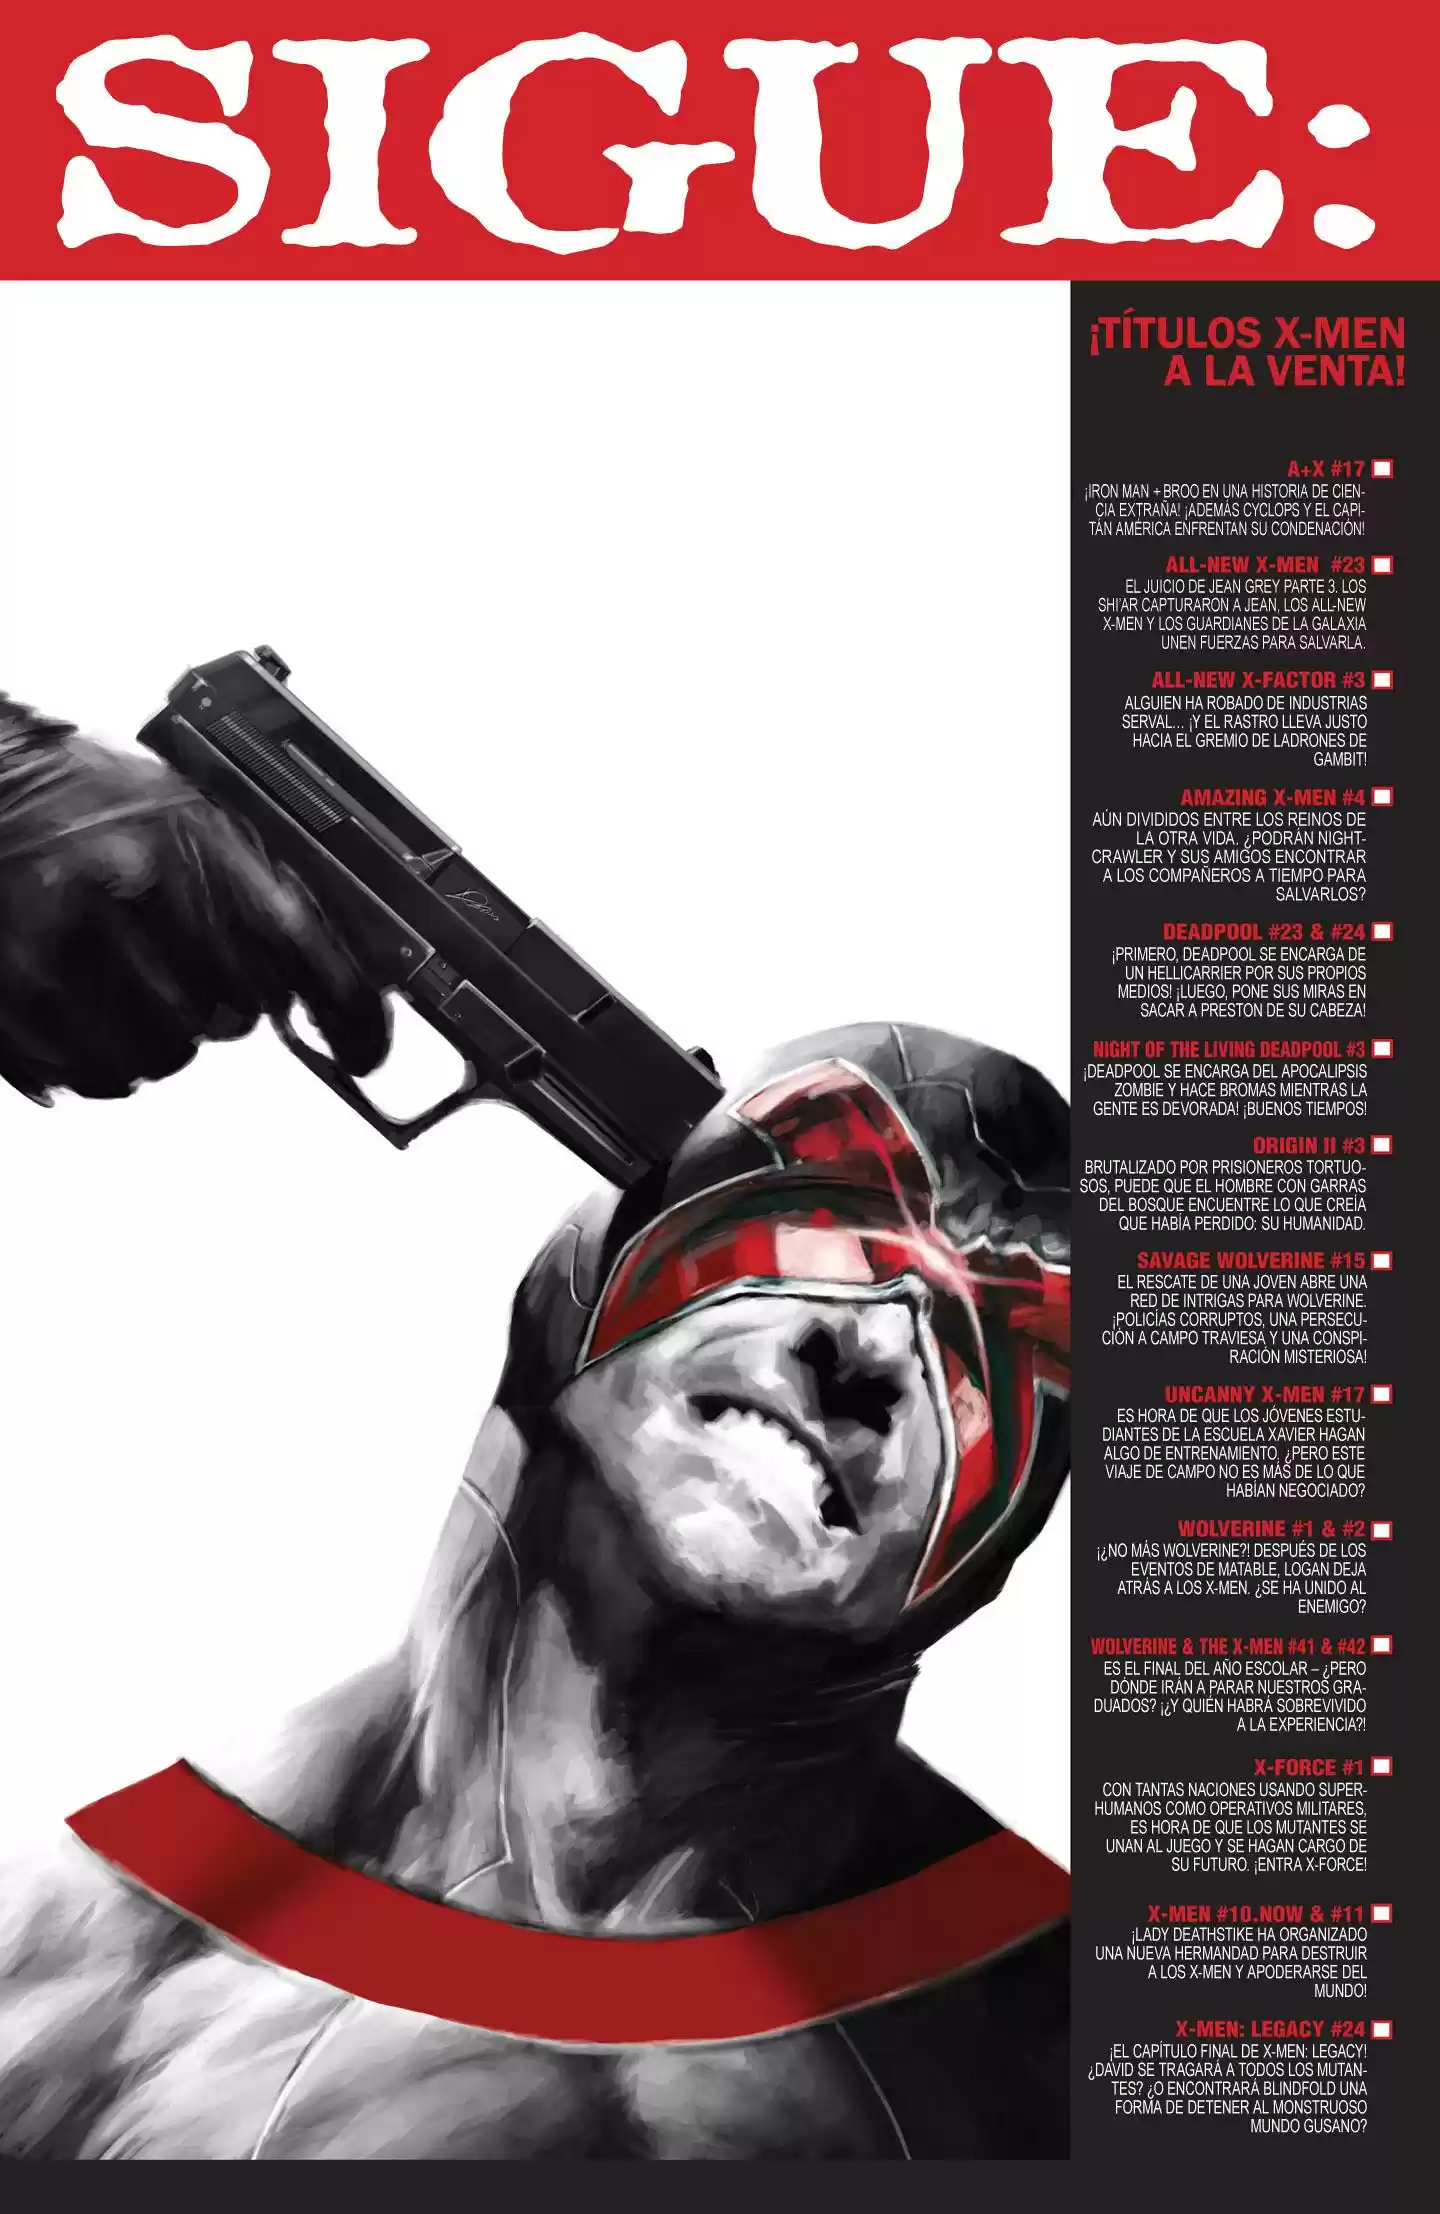 SIGUE:
¡TÍTULOS X-MEN
A LA VENTA!
A+X #17
¡IRON MAN + BROO EN UNA HISTORIA DE CIEN-
CIA EXTRAÑA! ¡ADEMÁS CYCLOPS Y EL CAPI-
TÁN AMÉRICA ENFRENTAN SU CONDENACIÓN!
ALL-NEW X-MEN #23
EL JUICIO DE JEAN GREY PARTE 3. LOS
SHI'AR CAPTURARON A JEAN, LOS ALL-NEW
X-MEN Y LOS GUARDIANES DE LA GALAXIA
UNEN FUERZAS PARA SALVARLA.
ALL-NEW X-FACTOR #3
ALGUIEN HA ROBADO DE INDUSTRIAS
SERVAL... ¡Y EL RASTRO LLEVA JUSTO
HACIA EL GREMIO DE LADRONES DE
GAMBIT!
AMAZING X-MEN #4
AÚN DIVIDIDOS ENTRE LOS REINOS DE
LA OTRA VIDA. ¿PODRÁN NIGHT-
CRAWLER Y SUS AMIGOS ENCONTRAR
A LOS COMPAÑEROS A TIEMPO PARA
SALVARLOS?
DEADPOOL #23 & #24
¡PRIMERO, DEADPOOL SE ENCARGA DE
UN HELLICARRIER POR SUS PROPIOS
MEDIOS! ¡LUEGO, PONE SUS MIRAS EN
SACAR A PRESTON DE SU CABEZA!
NIGHT OF THE LIVING DEADPOOL #3
¡DEADPOOL SE ENCARGA DEL APOCALIPSIS
ZOMBIE Y HACE BROMAS MIENTRAS LA
GENTE ES DEVORADA! ¡BUENOS TIEMPOS!
ORIGIN II #3
BRUTALIZADO POR PRISIONEROS TORTUO-
SOS, PUEDE QUE EL HOMBRE CON GARRAS
DEL BOSQUE ENCUENTRE LO QUE CREÍA
QUE HABÍA PERDIDO: SU HUMANIDAD.
SAVAGE WOLVERINE #15
EL RESCATE DE UNA JOVEN ABRE UNA
RED DE INTRIGAS PARA WOLVERINE.
¡POLICÍAS CORRUPTOS, UNA PERSECU-
CIÓN A CAMPO TRAVIESA Y UNA CONSPI-
RACIÓN MISTERIOSA!
UNCANNY X-MEN #17
ES HORA DE QUE LOS JÓVENES ESTU-
DIANTES DE LA ESCUELA XAVIER HAGAN
ALGO DE ENTRENAMIENTO. ¿PERO ESTE
VIAJE DE CAMPO NO ES MÁS DE LO QUE
HABÍAN NEGOCIADO?
WOLVERINE #1 & #2
¡¿NO MÁS WOLVERINE?! DESPUÉS DE LOS
EVENTOS DE MATABLE, LOGAN DEJA
ATRÁS A LOS X-MEN. ¿SE HA UNIDO AL
ENEMIGO?
WOLVERINE & THE X-MEN #41 & #42
ES EL FINAL DEL AÑO ESCOLAR – ¿PERO
DÓNDE IRÁN A PARAR NUESTROS GRA-
DUADOS? ¡¿Y QUIÉN HABRÁ SOBREVIVIDO
A LA EXPERIENCIA?!
X-FORCE #1
CON TANTAS NACIONES USANDO SUPER-
HUMANOS COMO OPERATIVOS MILITARES,
ES HORA DE QUE LOS MUTANTES SE
UNAN AL JUEGO Y SE HAGAN CARGO DE
SU FUTURO. ¡ENTRA X-FORCE!
X-MEN #10.NOW & #11
¡LADY DEATHSTIKE HA ORGANIZADO
UNA NUEVA HERMANDAD PARA DESTRUIR
A LOS X-MEN Y APODERARSE DEL
MUNDO!
X-MEN: LEGACY #24
¡EL CAPÍTULO FINAL DE X-MEN: LEGACY!
¿DAVID SE TRAGARÁ A TODOS LOS MUTAN-
TES? ¿O ENCONTRARÁ BLINDFOLD UNA
FORMA DE DETENER AL MONSTRUOSO
MUNDO GUSANO?